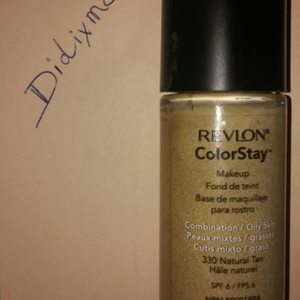 Didixma
REVLON®
ColorStay™
Makeup
Fond de teint
Base de maquillaje
para rostro
Combination / Oily Skin
Peaux mixtes / grasses
Cutis mixto / graso
330 Natural Tan
Hâle naturel
SPF 6 / FPS 6